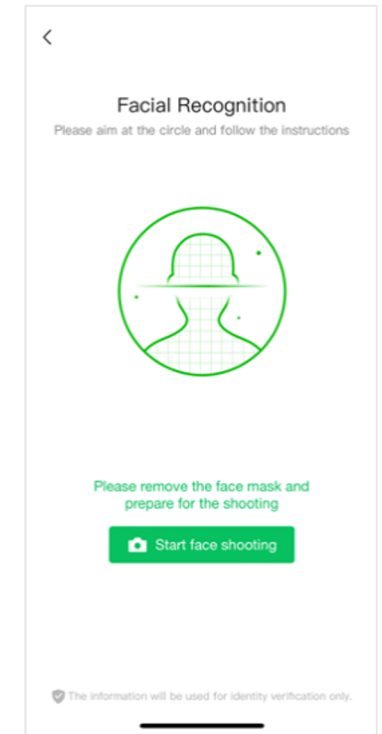 Facial Recognition
Please aim at the circle and follow the instructions
Please remove the face mask and
prepare for the shooting
Start face shooting
The information will be used for identity verification only.